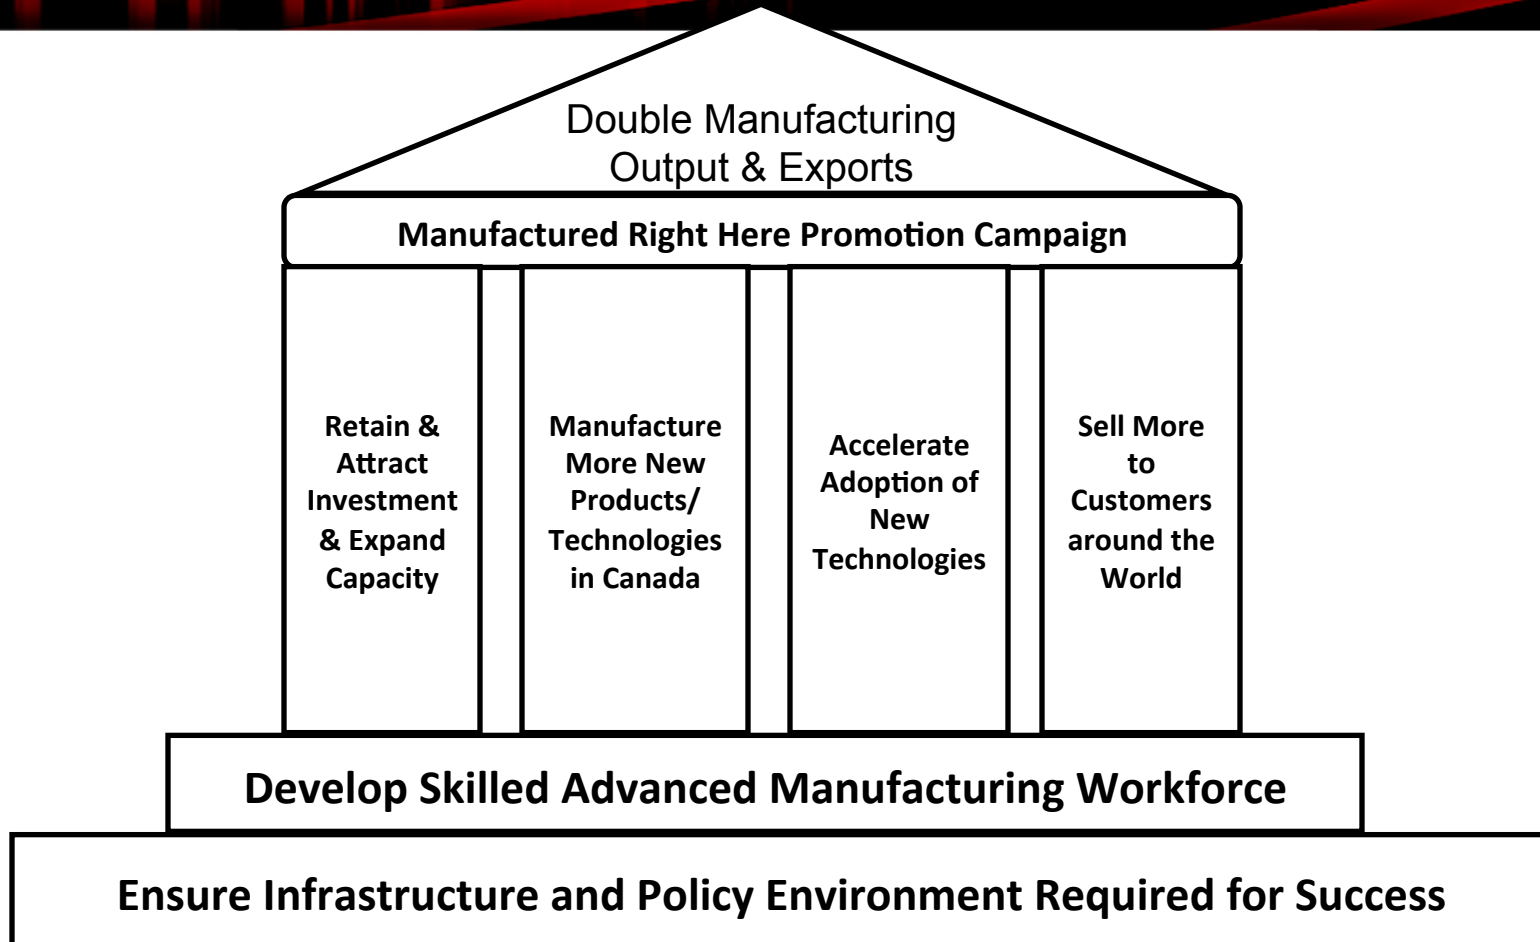 Double Manufacturing
Output & Exports
Manufactured Right Here Promotion Campaign
Retain &
Attract
Investment
& Expand
Capacity
Manufacture
More New
Products/
Technologies
in Canada
Accelerate
Adoption of
New
Technologies
Sell More
to
Customers
around the
World
Develop Skilled Advanced Manufacturing Workforce
Ensure Infrastructure and Policy Environment Required for Success